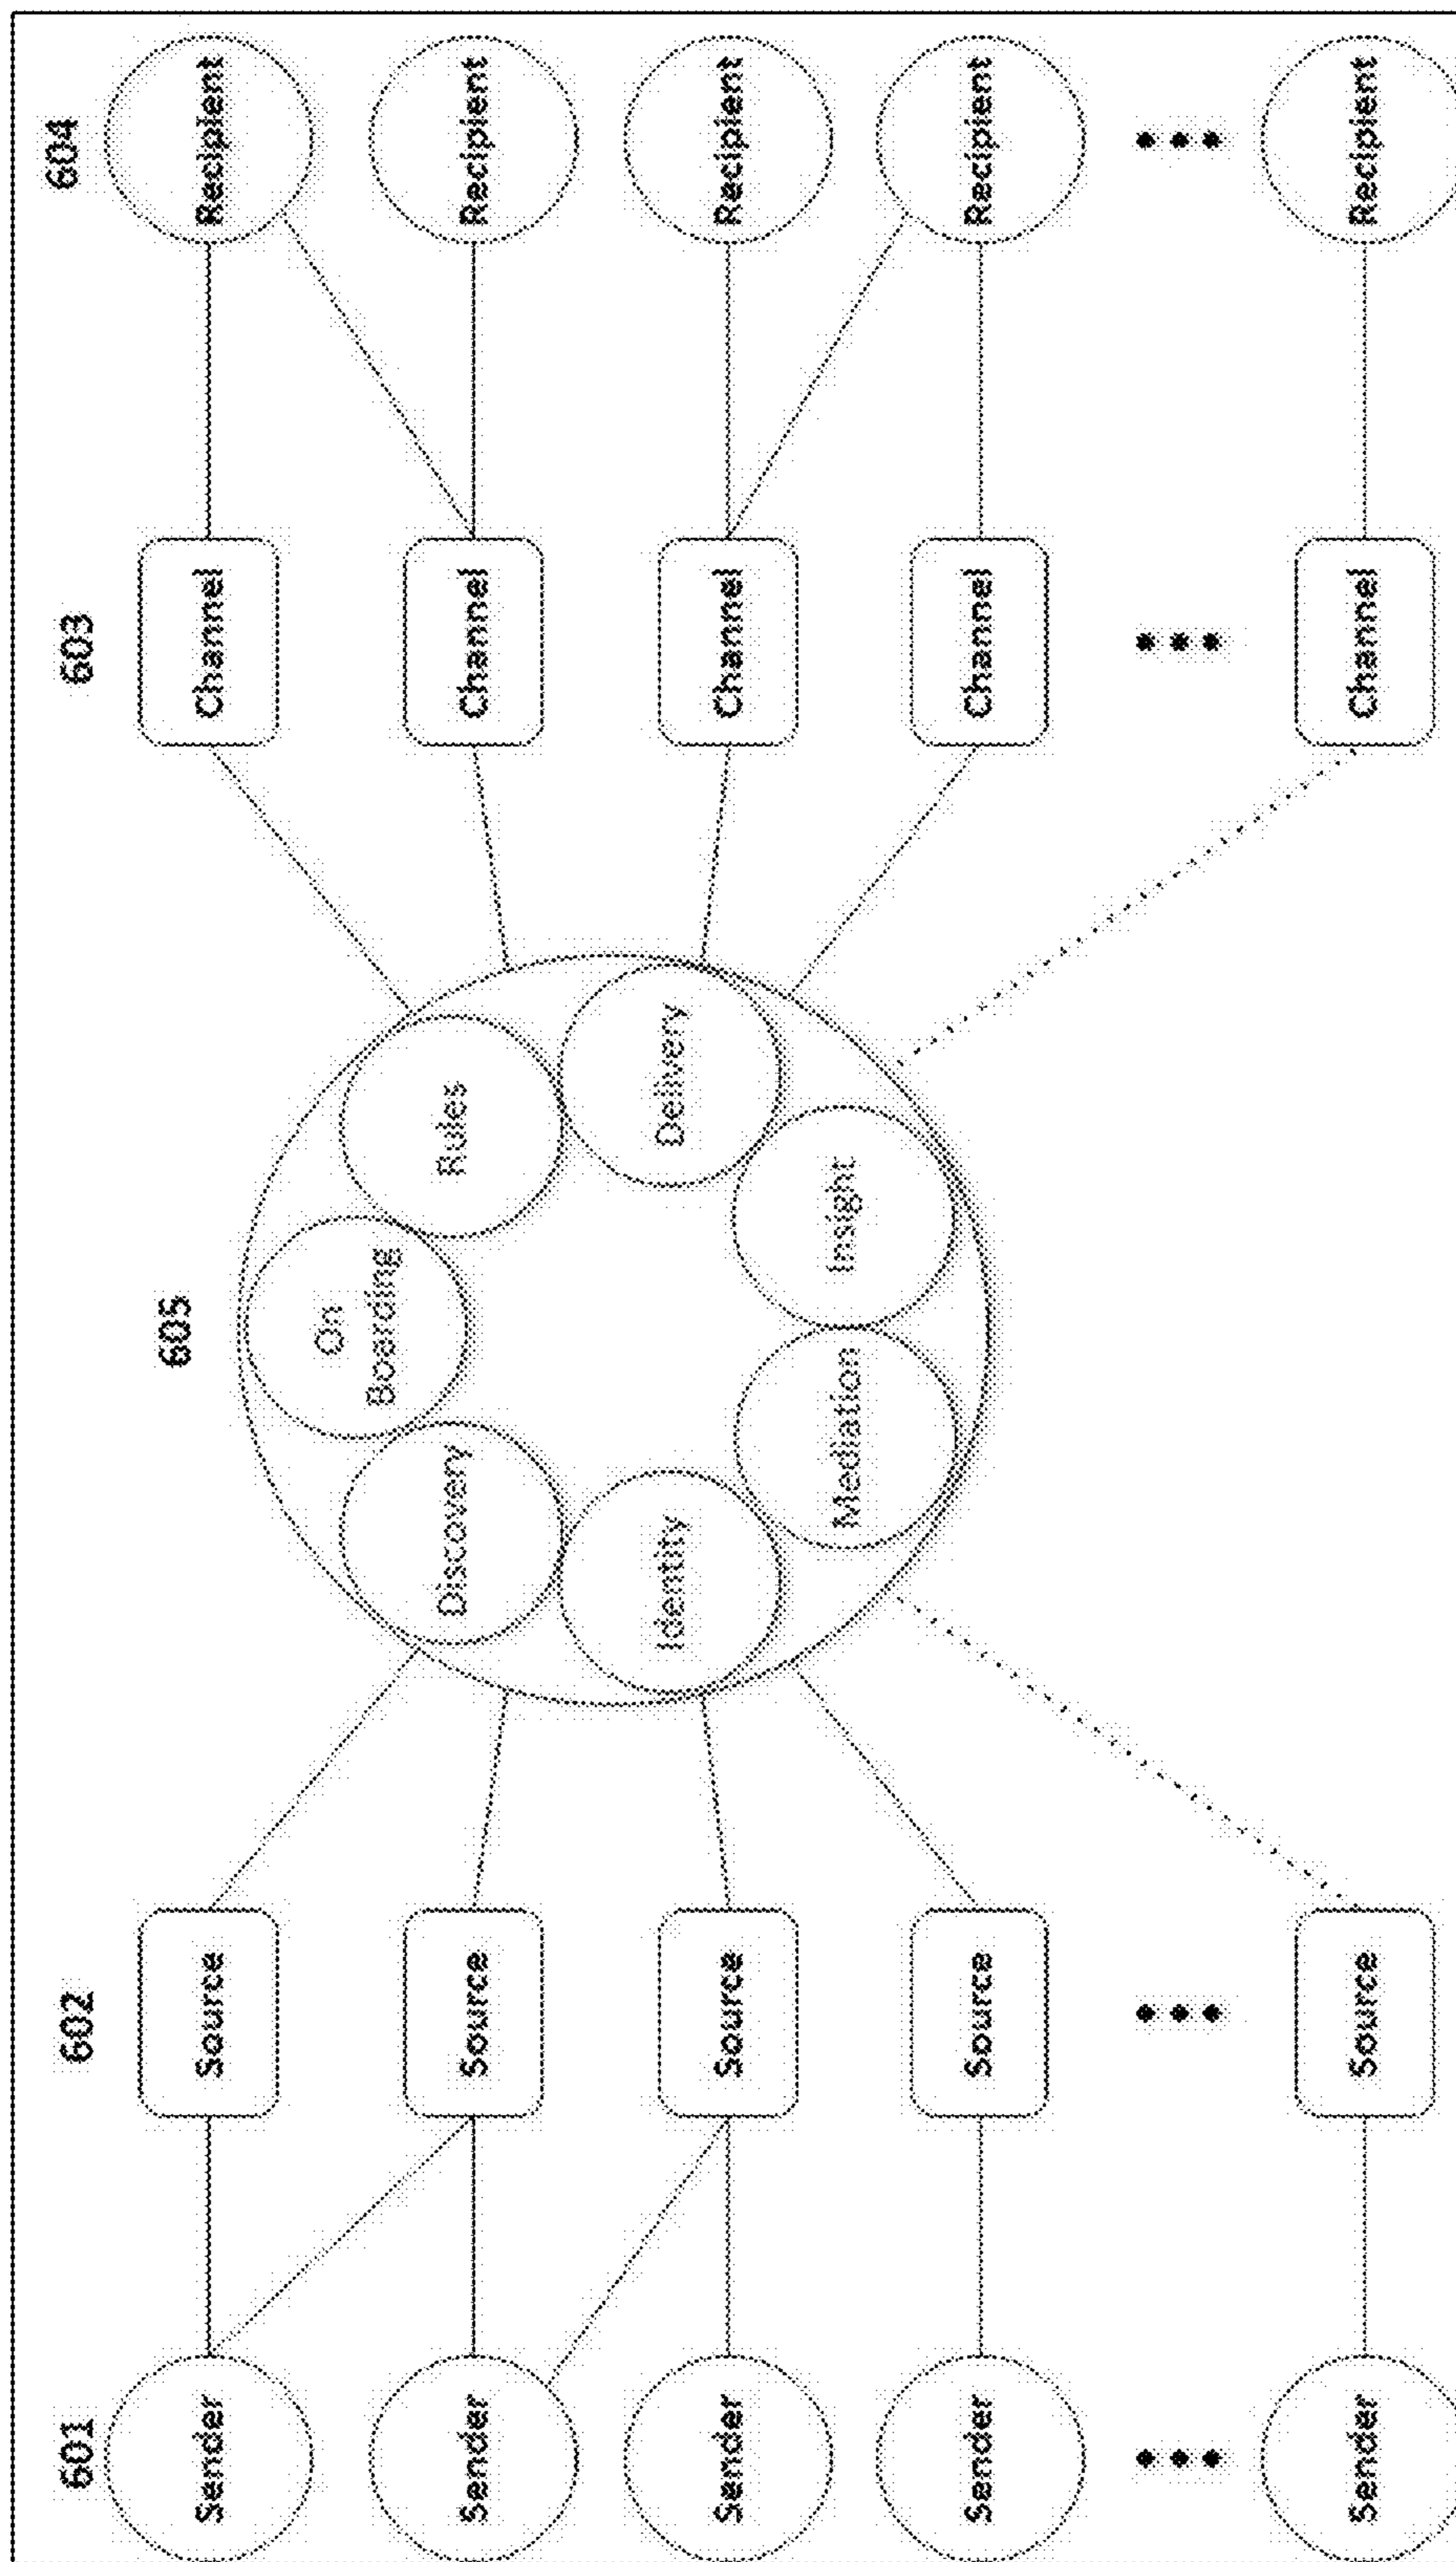 601
602
605
603
604
Sender
Source
Channel
Recipient
Sender
Source
Channel
Recipient
Sender
Source
Channel
Recipient
Sender
Source
Channel
Recipient
Sender
Source
Channel
Recipient
On
Boarding
Discovery
Rules
Identity
Delivery
Mediation
Insight